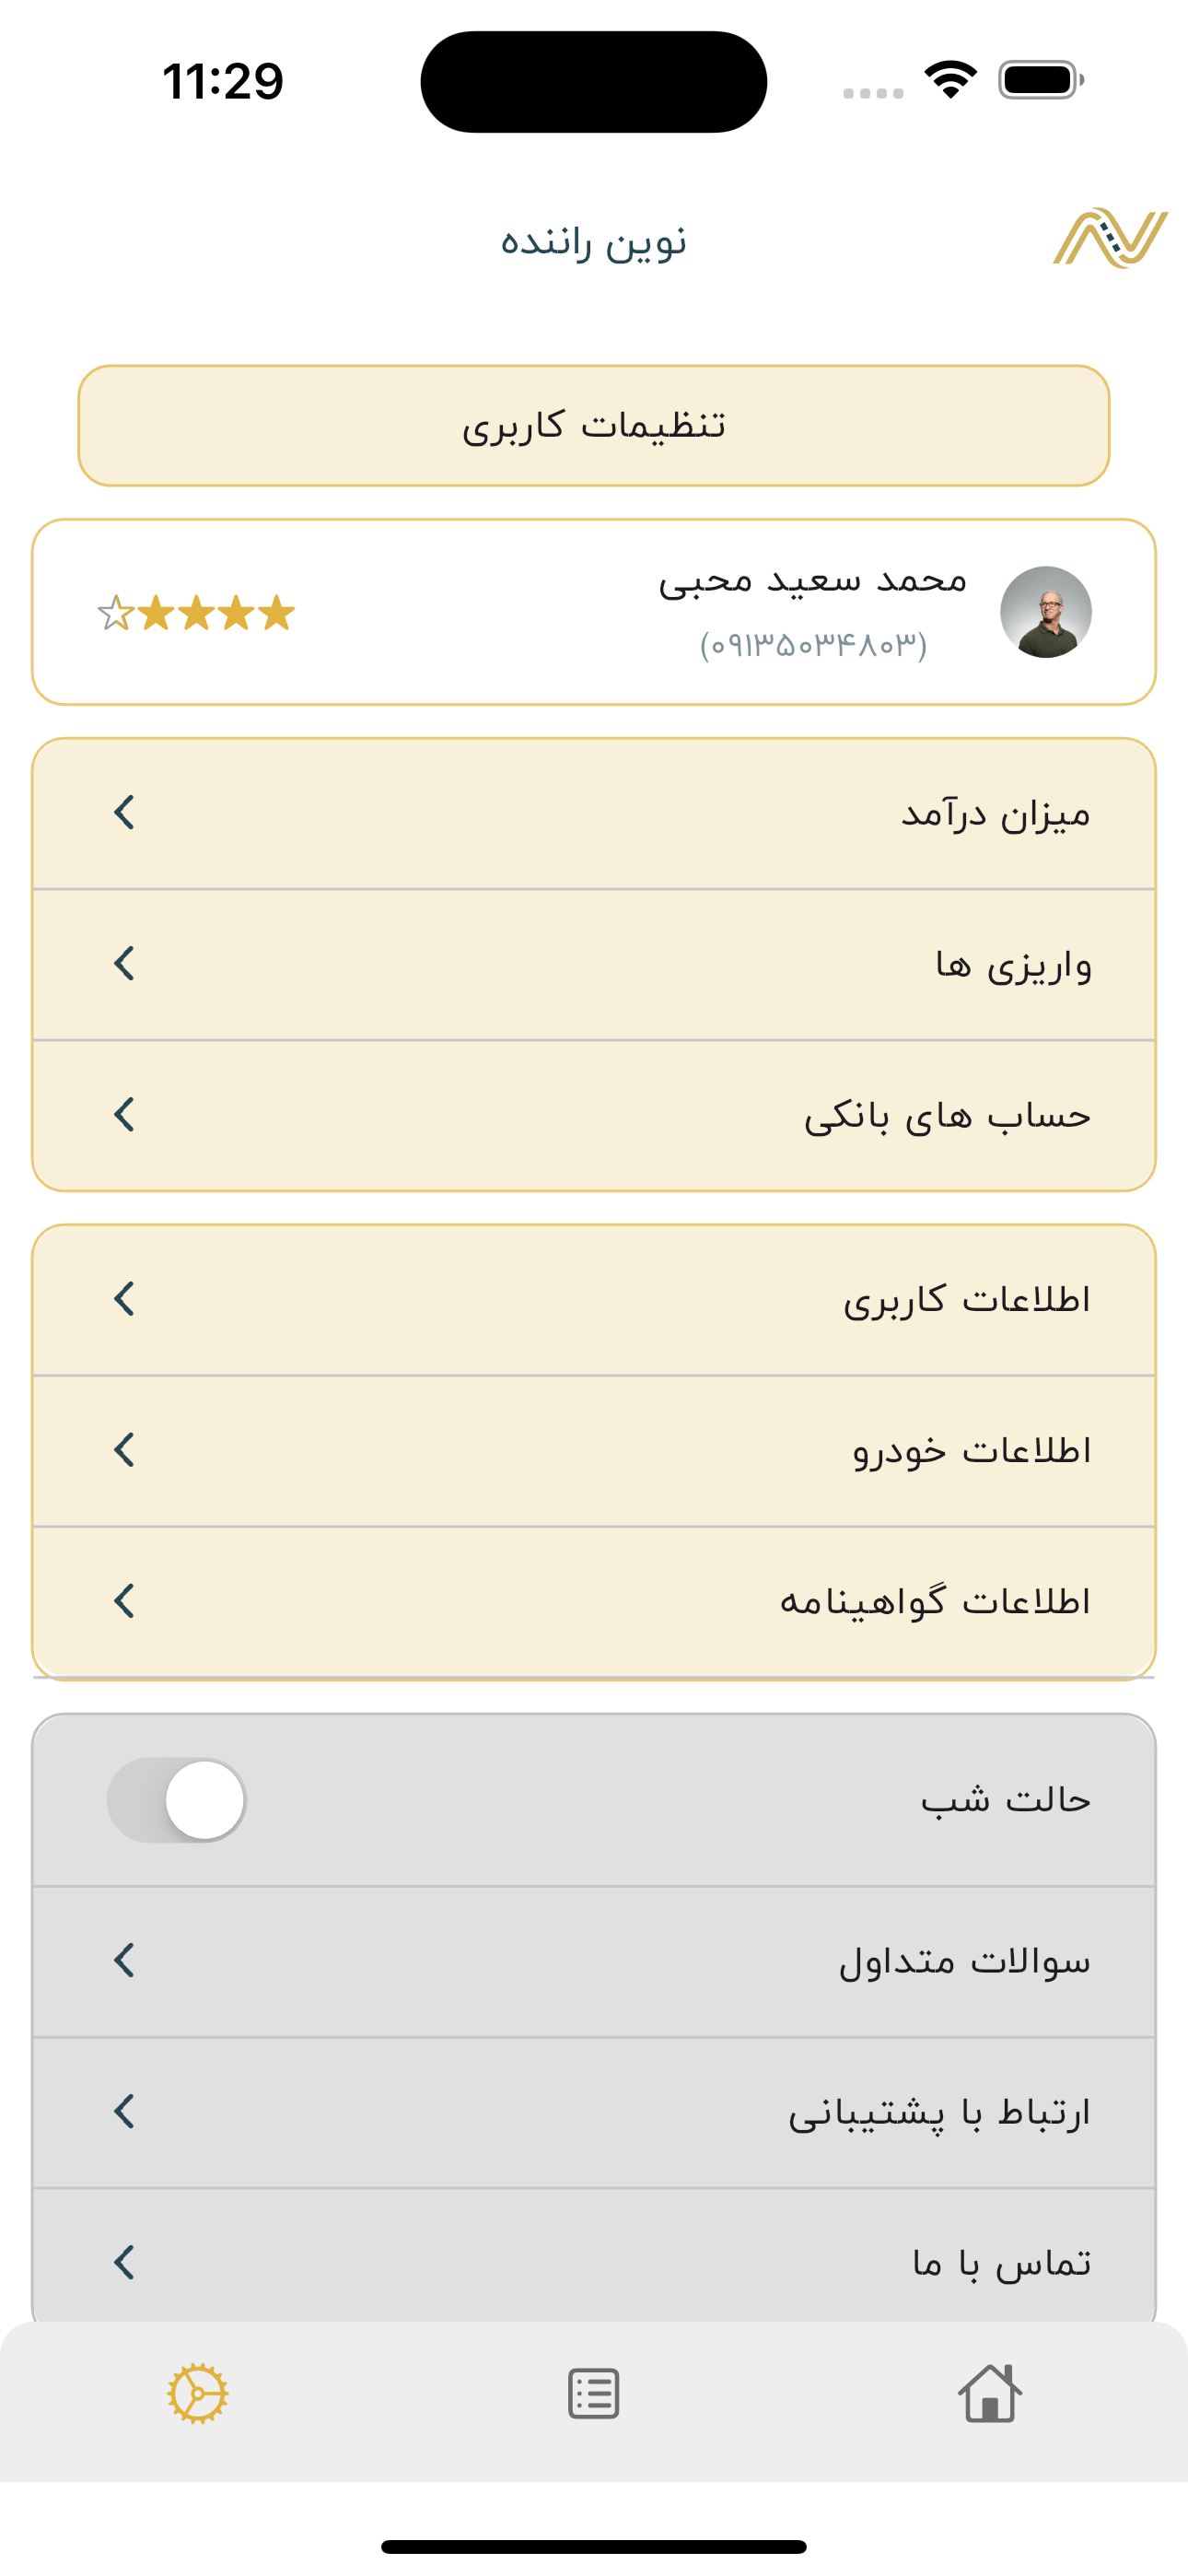 11:29
نوین راننده
تنظیمات کاربری
محمد سعید محبی
(۰۹۱۳۵۰۳۴۸۰۳)
میزان درآمد
واریزی ها
حساب های بانکی
اطلاعات کاربری
اطلاعات خودرو
اطلاعات گواهینامه
حالت شب
سوالات متداول
ارتباط با پشتیبانی
تماس با ما